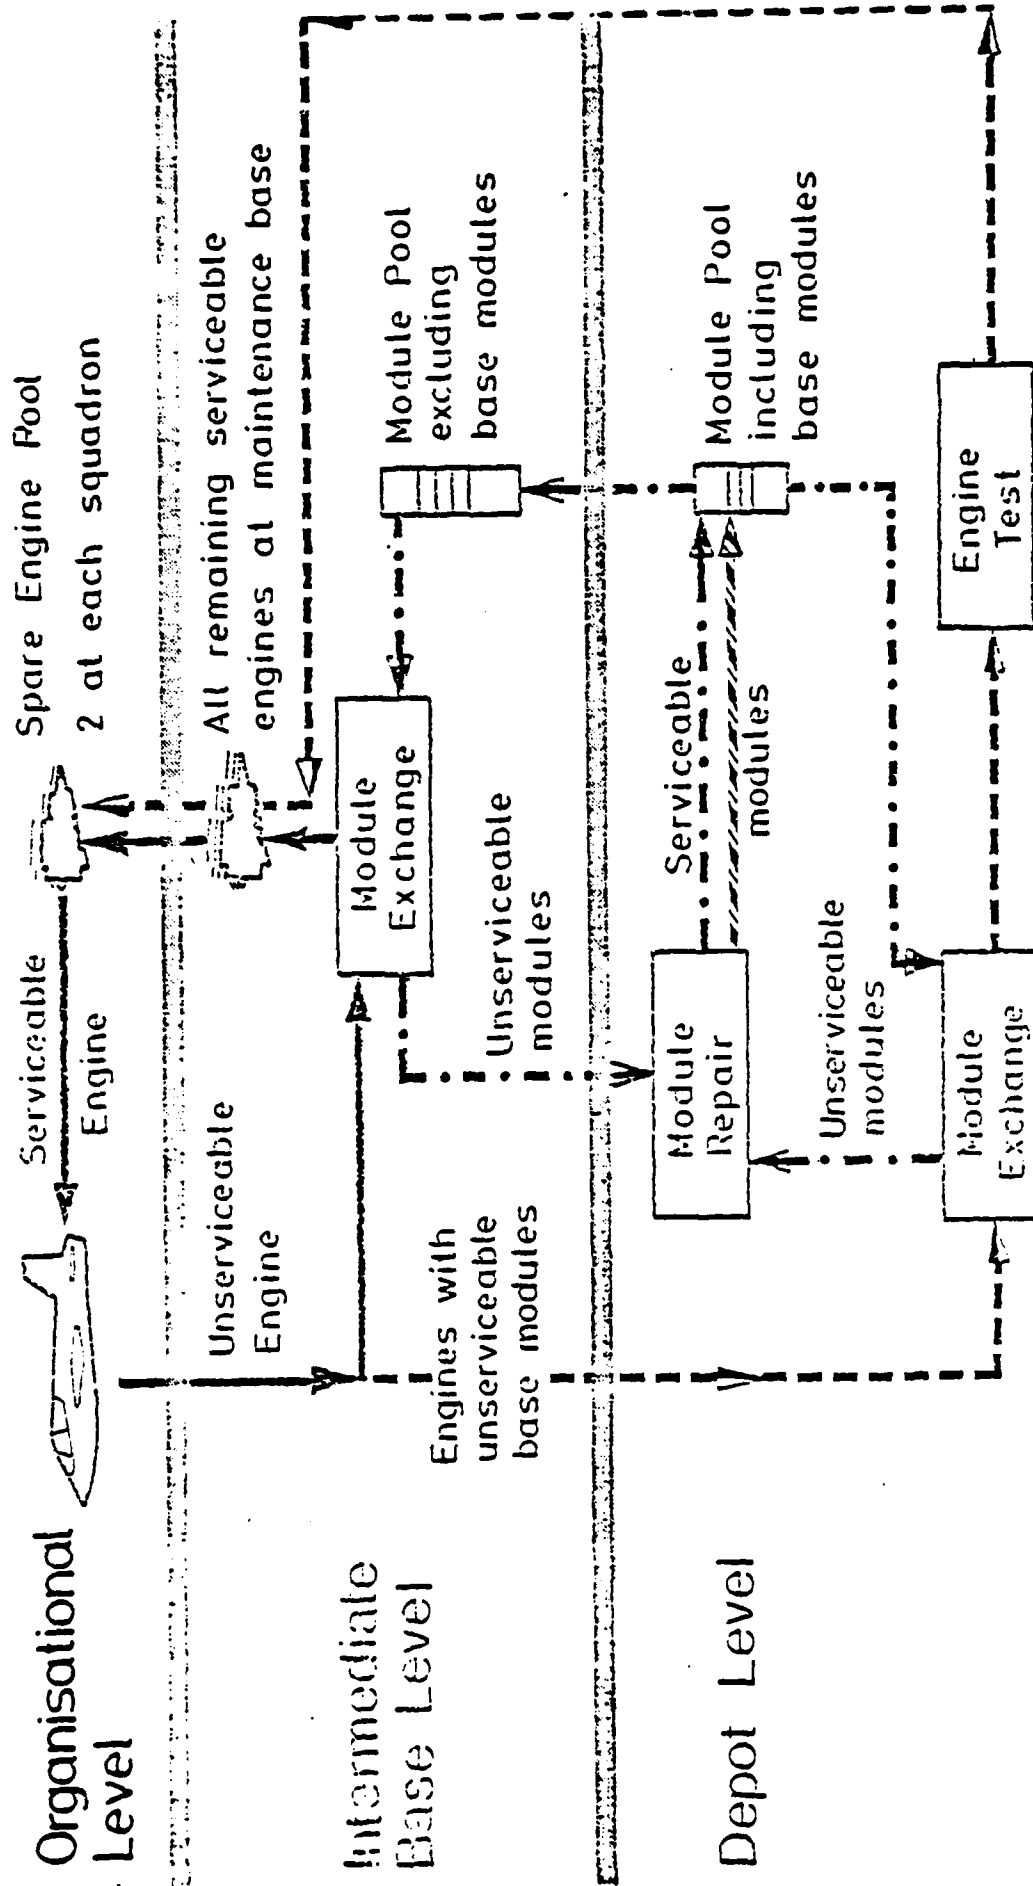 Organisational
Level
Serviceable
Engine
Spare Engine Pool
2 at each squadron
Unserviceable
Engine
All remaining serviceable
engines at maintenance base
Intermediate
Base Level
Engines with
unserviceable
base modules
Module
Exchange
Unserviceable
modules
Module Pool
excluding
base modules
Depot Level
Module
Repair
Serviceable
modules
Module Pool
including
base modules
Unserviceable
modules
Module
Exchange
Engine
Test